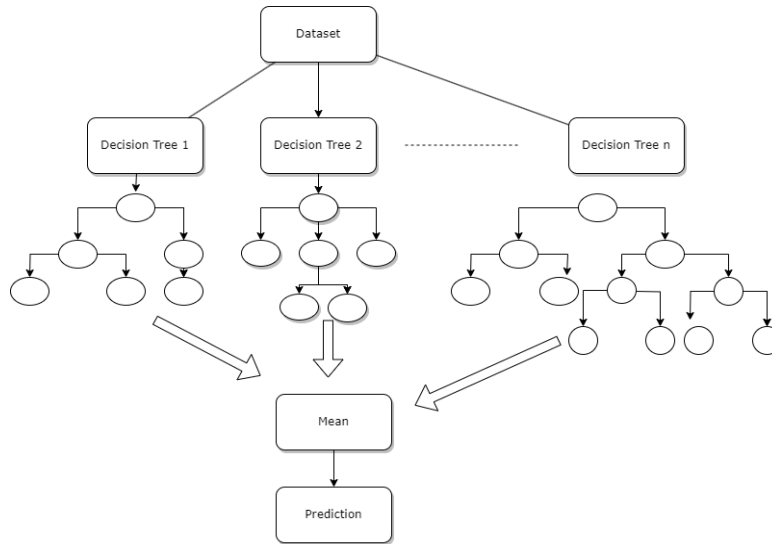 Dataset
Decision Tree 1
Decision Tree 2
Decision Tree n
Mean
Prediction